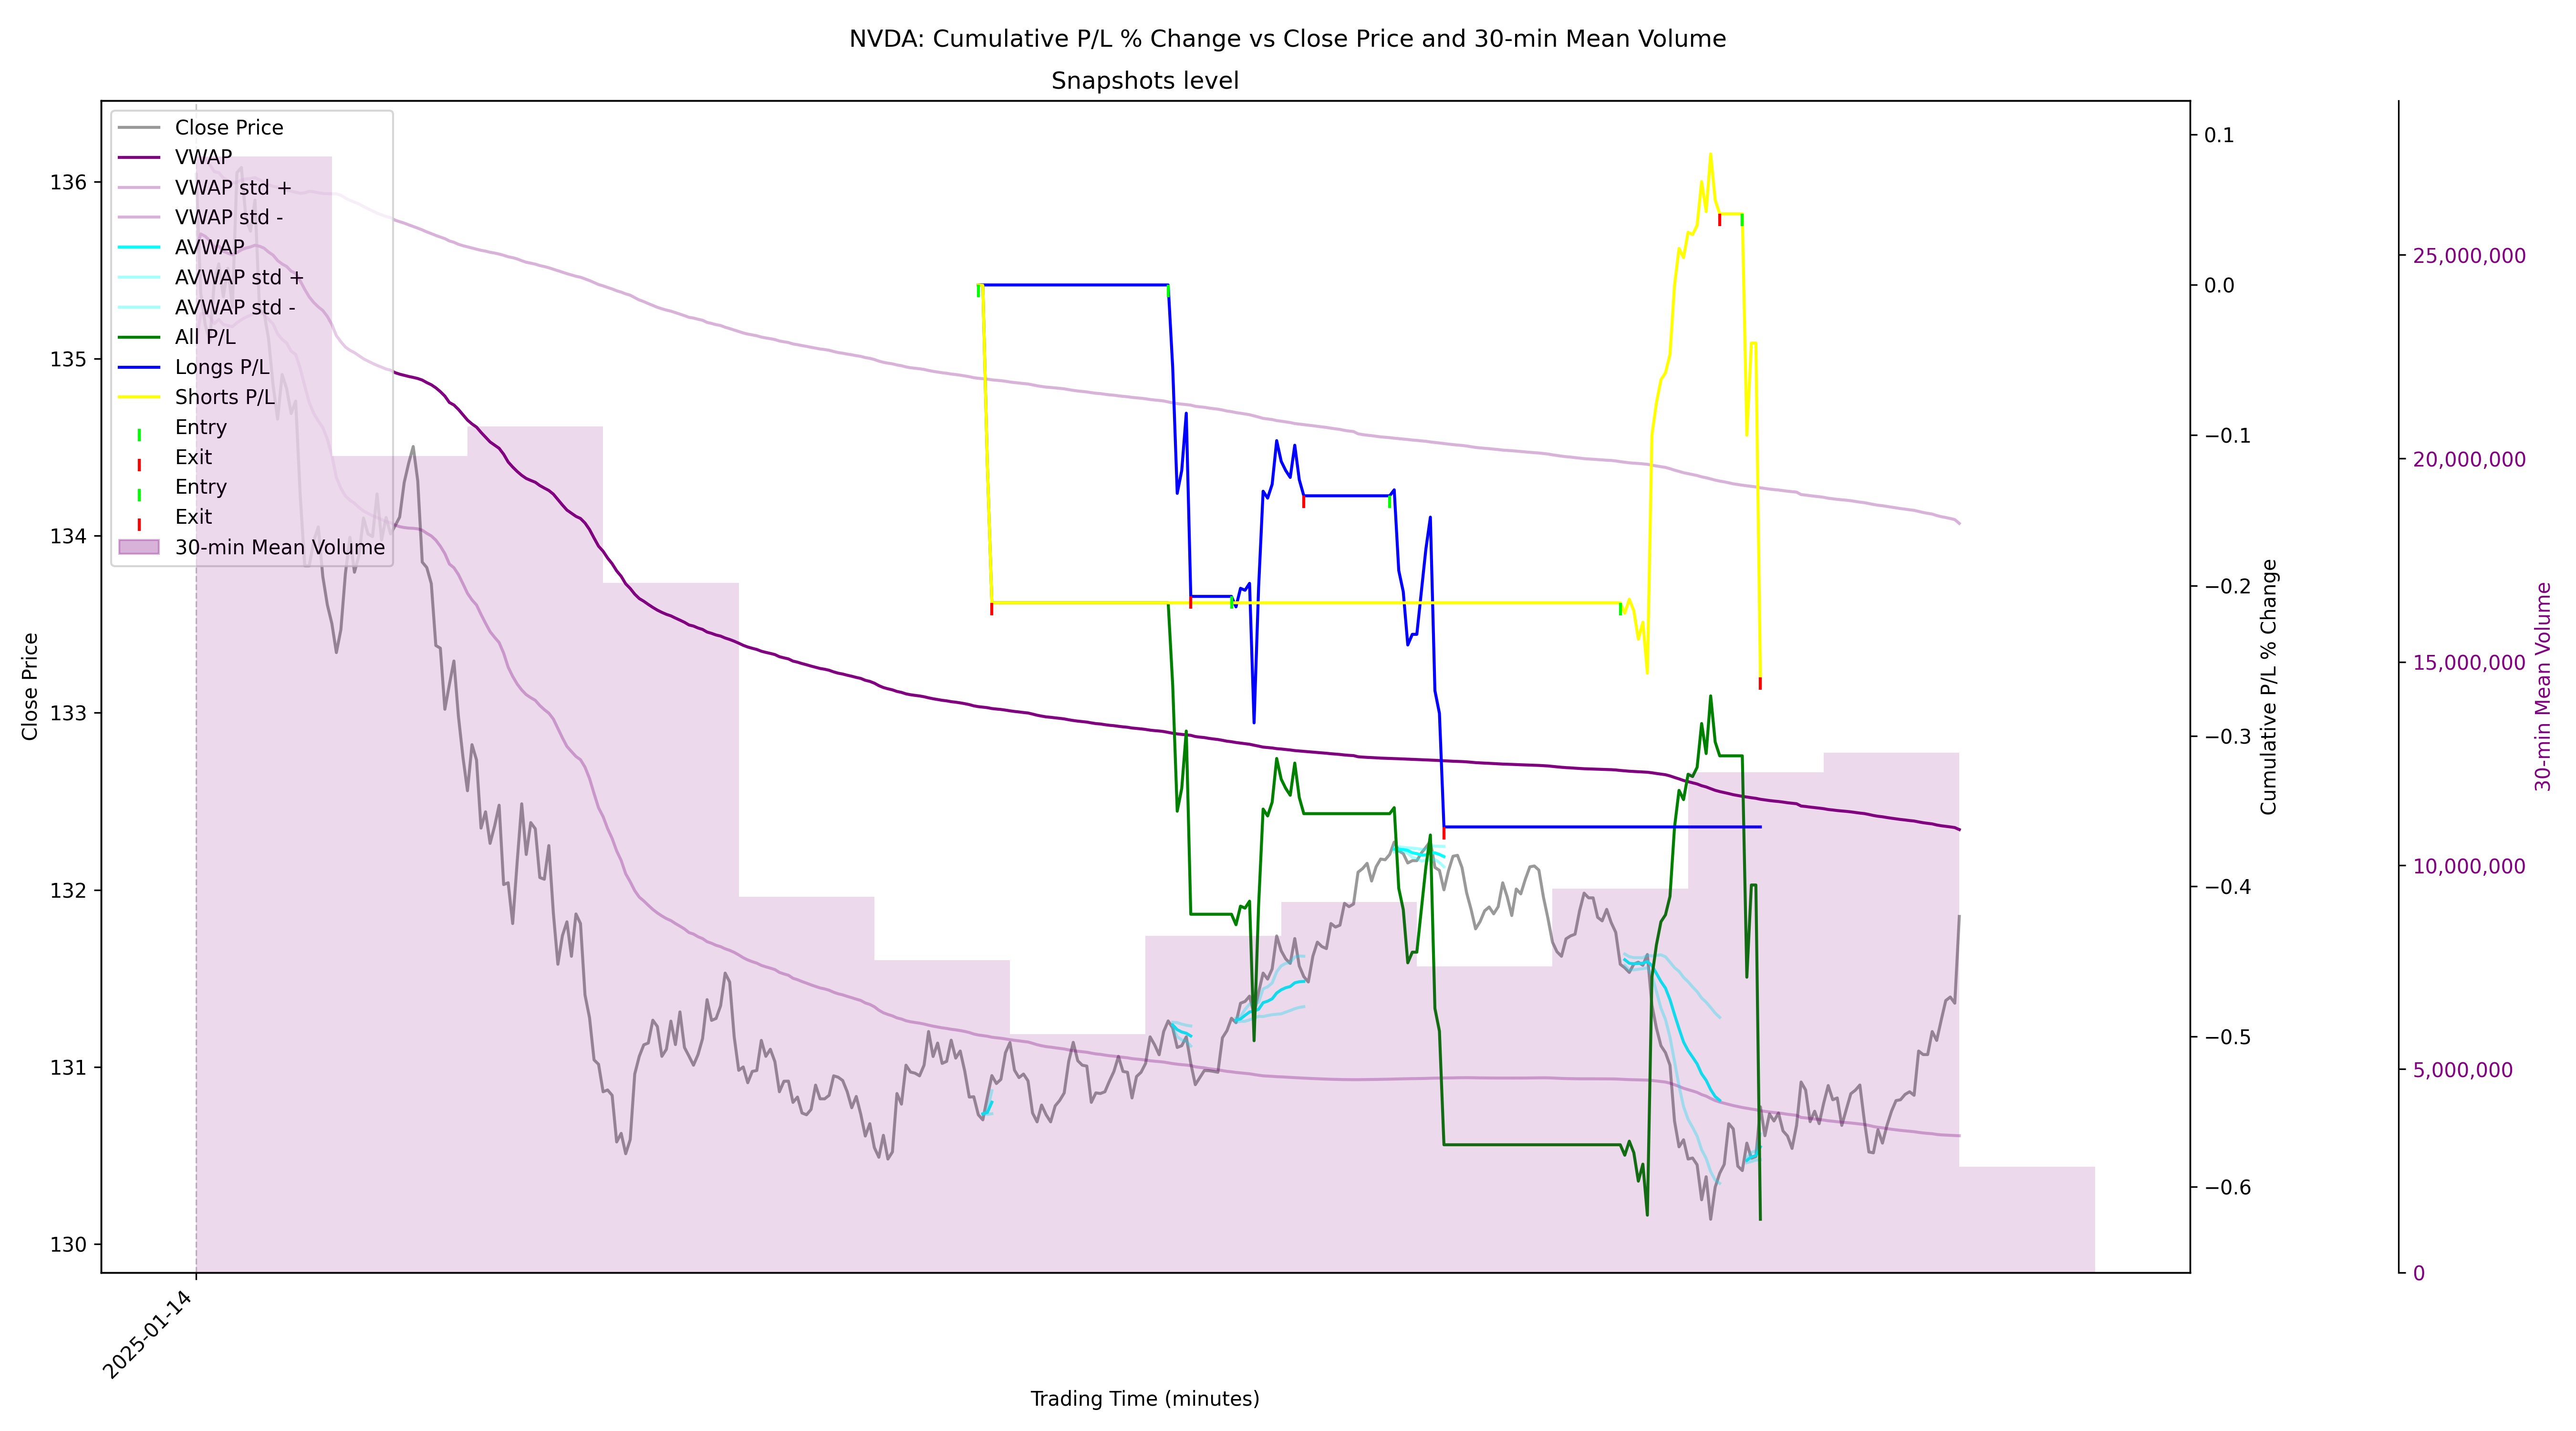 NVDA: Cumulative P/L % Change vs Close Price and 30-min Mean Volume
Snapshots level
Close Price
VWAP
VWAP std +
VWAP std -
AVWAP
AVWAP std +
AVWAP std -
All P/L
Longs P/L
Shorts P/L
Entry
Exit
Entry
Exit
30-min Mean Volume
136
135
134
133
132
131
130
Close Price
0.1
0.0
−0.1
−0.2
−0.3
−0.4
−0.5
−0.6
Cumulative P/L % Change
25,000,000
20,000,000
15,000,000
10,000,000
5,000,000
0
30-min Mean Volume
2025-01-14
Trading Time (minutes)